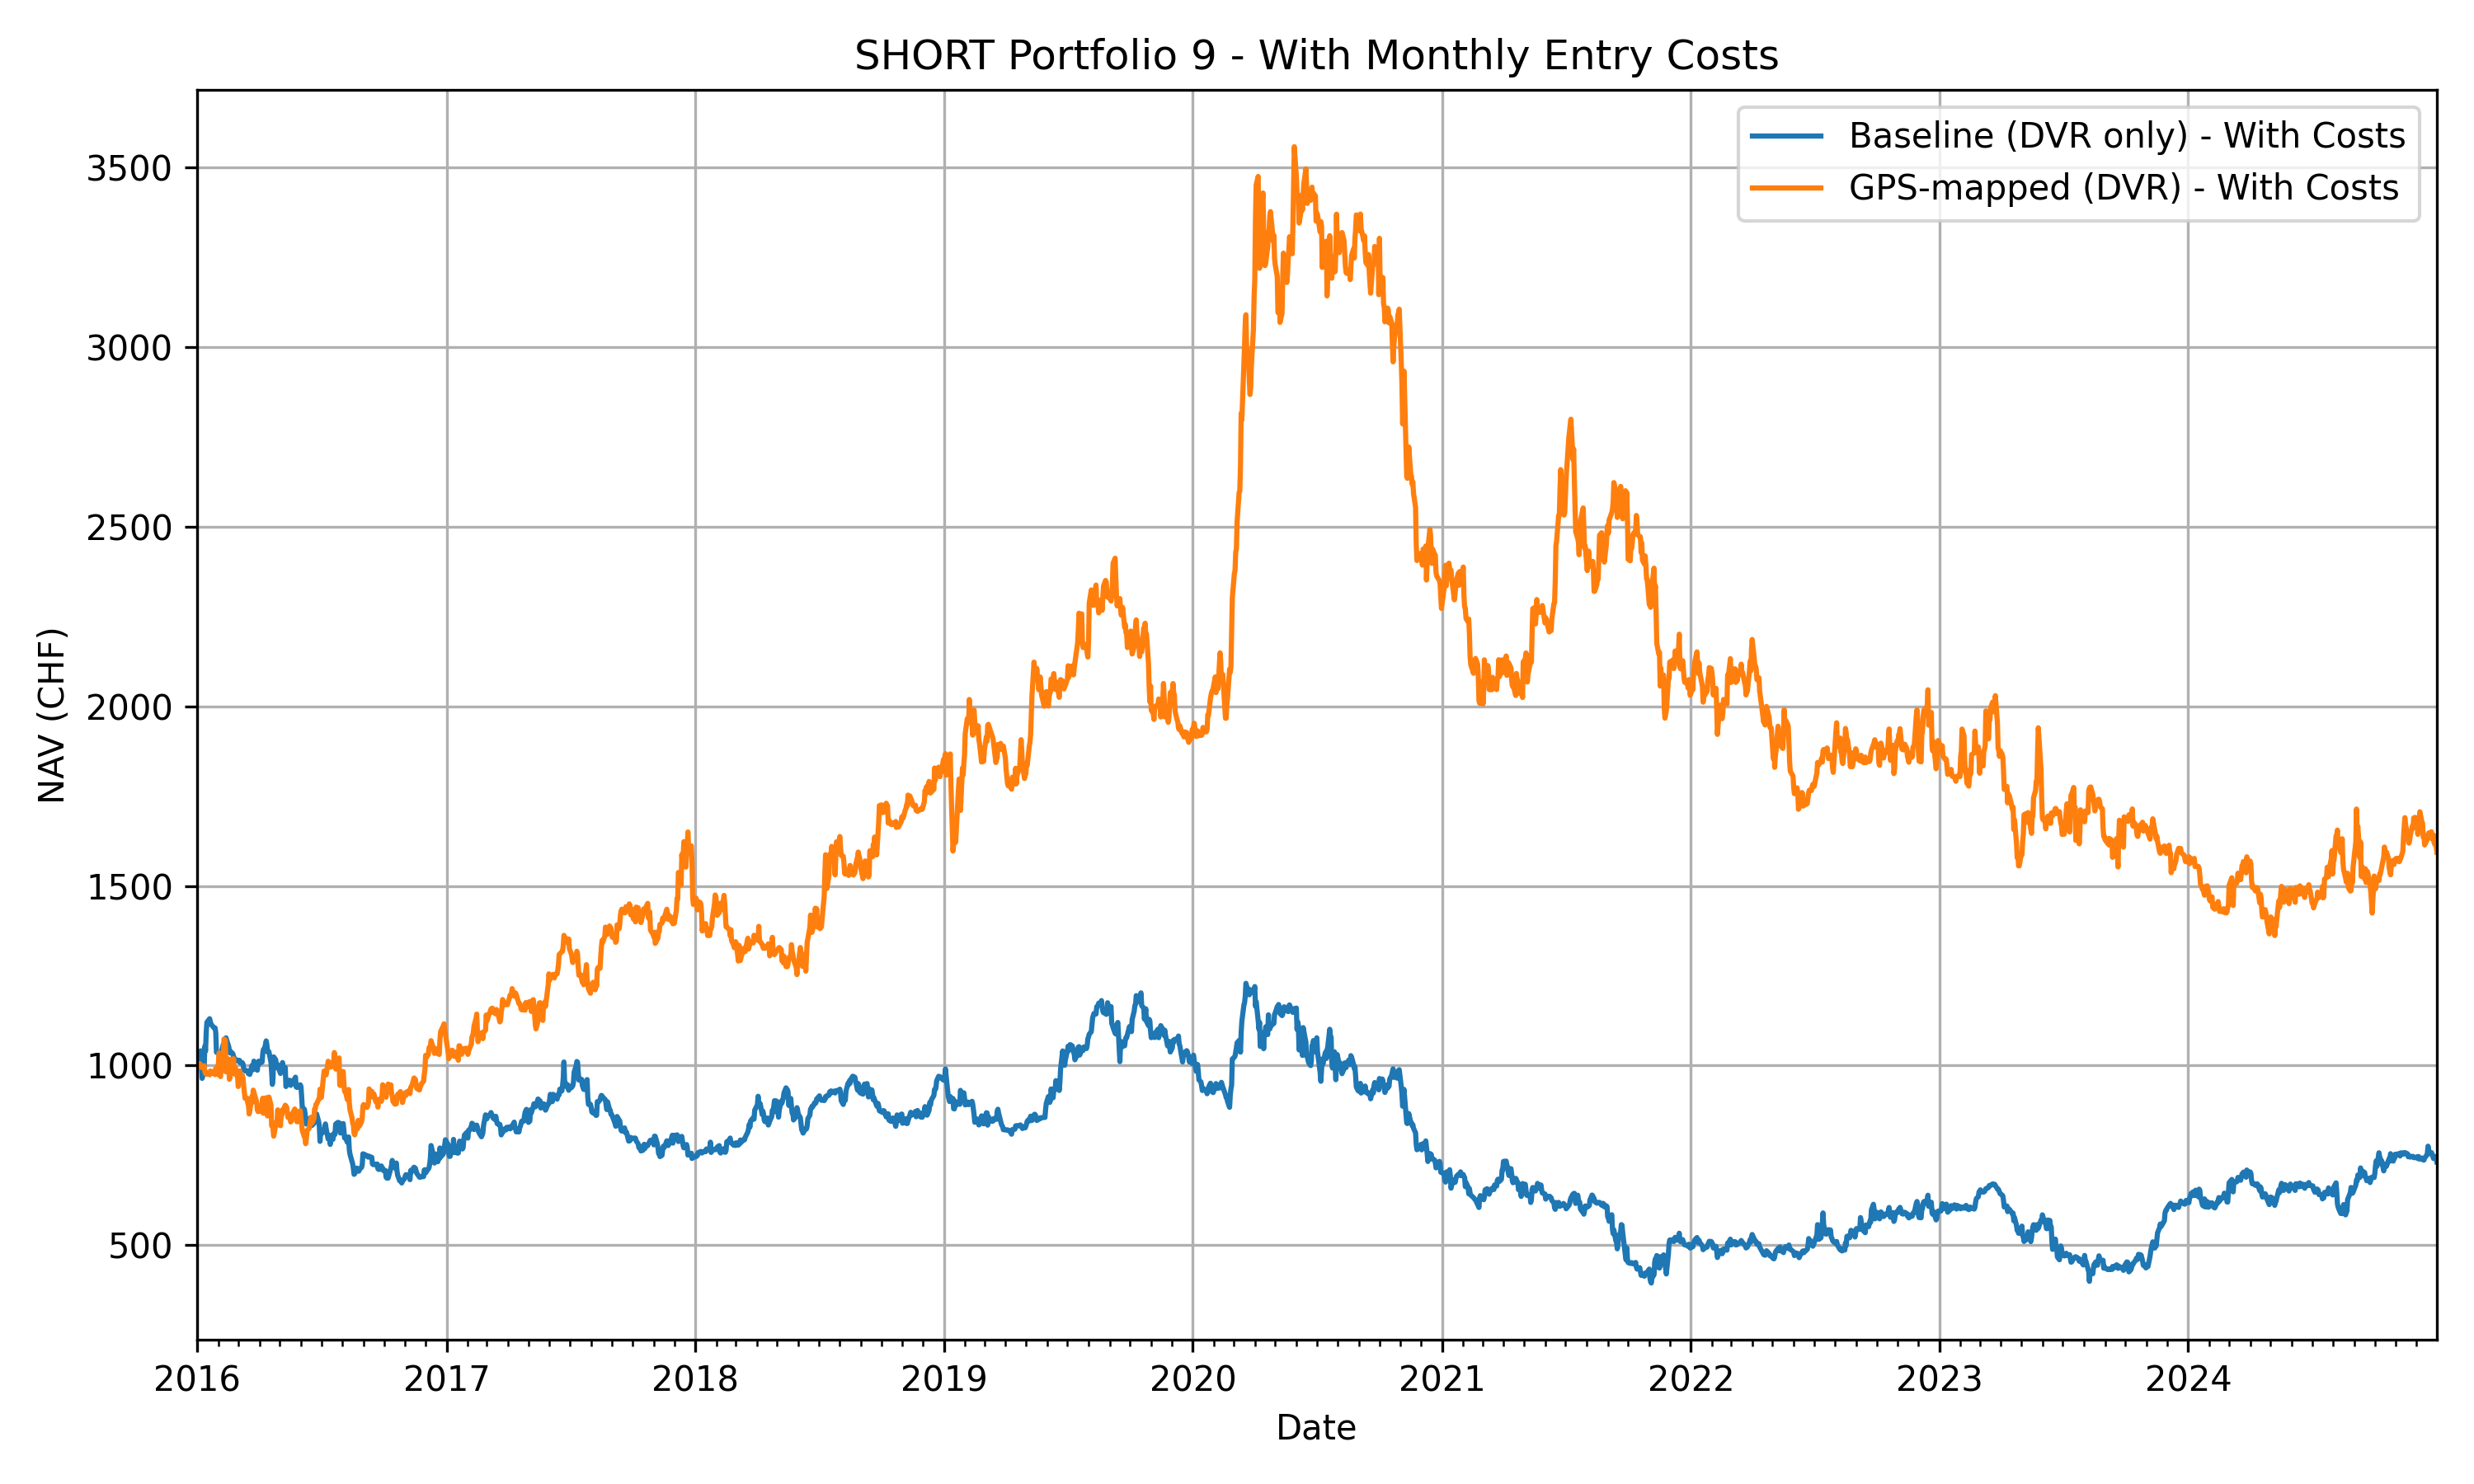 SHORT Portfolio 9 - With Monthly Entry Costs
Baseline (DVR only) - With Costs
GPS-mapped (DVR) - With Costs
NAV (CHF)
3500
3000
2500
2000
1500
1000
500
2016 2017 2018 2019 2020 2021 2022 2023 2024
Date